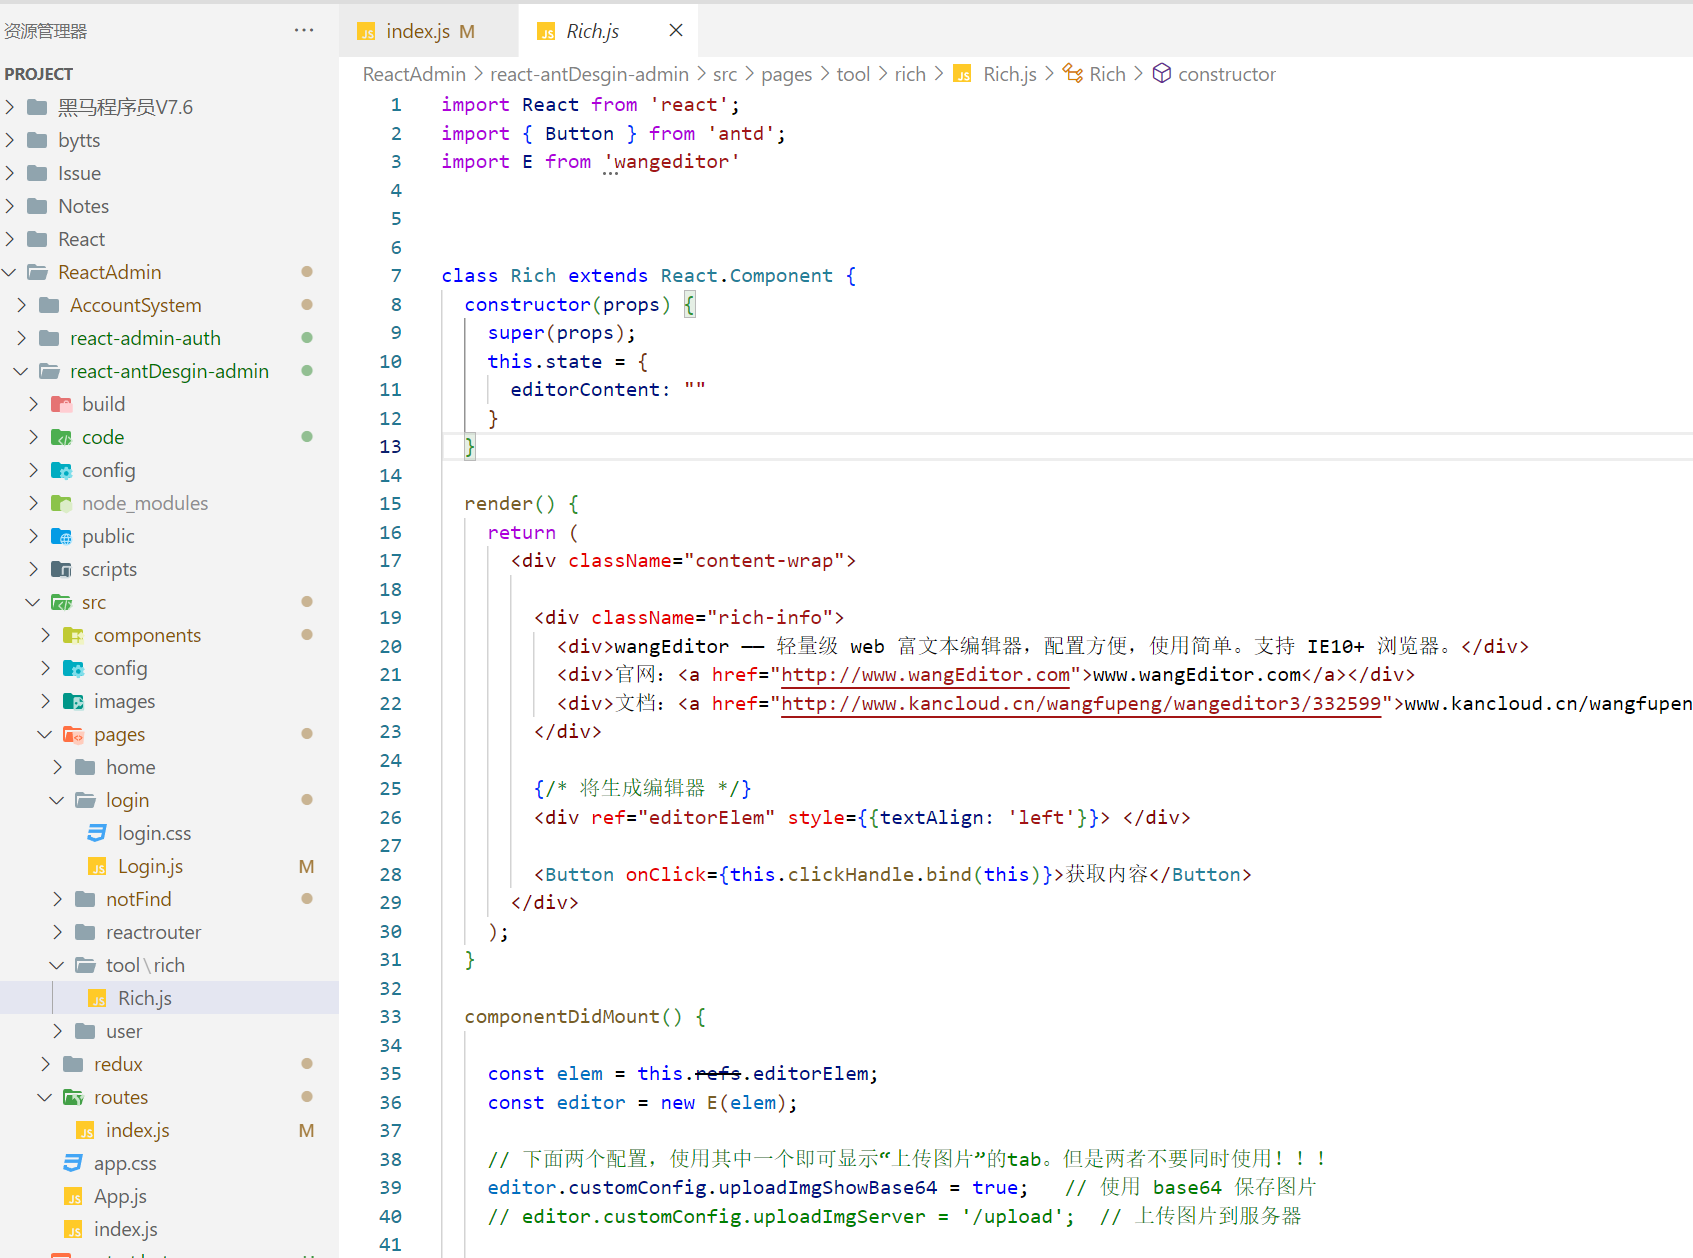 资源管理器 ···
PROJECT
黑马程序员V7.6
bytts
Issue
Notes
React
ReactAdmin
AccountSystem
react-admin-auth
react-antDesgin-admin
build
code
config
node_modules
public
scripts
src
components
config
images
pages
home
login
login.css
Login.js M
notFind
reactrouter
tool\rich
Rich.js
user
redux
routes
index.js M
app.css
App.js
index.js
index.js M Rich.js
ReactAdmin > react-antDesgin-admin > src > pages > tool > rich > Rich.js > Rich > constructor
1 import React from 'react';
2 import { Button } from 'antd';
3 import E from 'wangeditor'
4
5
6
7 class Rich extends React.Component {
8 constructor(props) {
9 super(props);
10 this.state = {
11 editorContent: ""
12 }
13 }
14
15 render() {
16 return (
17 <div className="content-wrap">
18
19 <div className="rich-info">
20 <div>wangEditor —— 轻量级 web 富文本编辑器，配置方便，使用简单。支持 IE10+ 浏览器。</div>
21 <div>官网：<a href="http://www.wangEditor.com">www.wangEditor.com</a></div>
22 <div>文档：<a href="http://www.kancloud.cn/wangfupeng/wangeditor3/332599">www.kancloud.cn/wangfupen
23 </div>
24
25 {/* 将生成编辑器 */}
26 <div ref="editorElem" style={{textAlign: 'left'}}> </div>
27
28 <Button onClick={this.clickHandle.bind(this)}>获取内容</Button>
29 </div>
30 );
31 }
32
33 componentDidMount() {
34
35 const elem = this.refs.editorElem;
36 const editor = new E(elem);
37
38 // 下面两个配置，使用其中一个即可显示“上传图片”的tab。但是两者不要同时使用！！！
39 editor.customConfig.uploadImgShowBase64 = true; // 使用 base64 保存图片
40 // editor.customConfig.uploadImgServer = '/upload'; // 上传图片到服务器
41